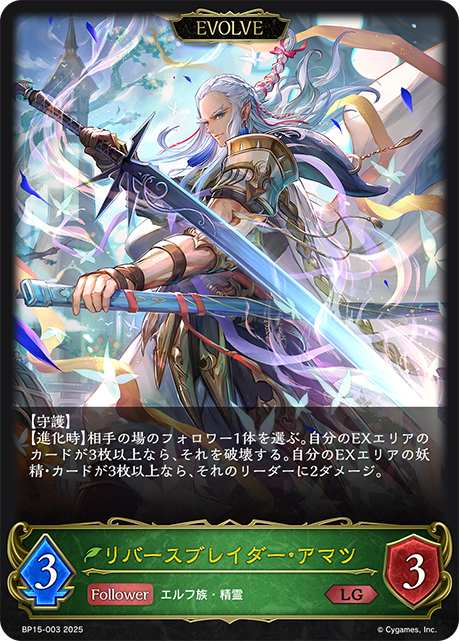 EVOLVE
【守護】
【進化時】相手の場のフォロワー1体を選ぶ。自分のEXエリアの
カードが3枚以上なら、それを破壊する。自分のEXエリアの妖
精・カードが3枚以上なら、それのリーダーに2ダメージ。
リバースブレイダー・アマツ
3
Follower
エルフ族・精霊
LG
3
BP15-003 2025
© Cygames, Inc.